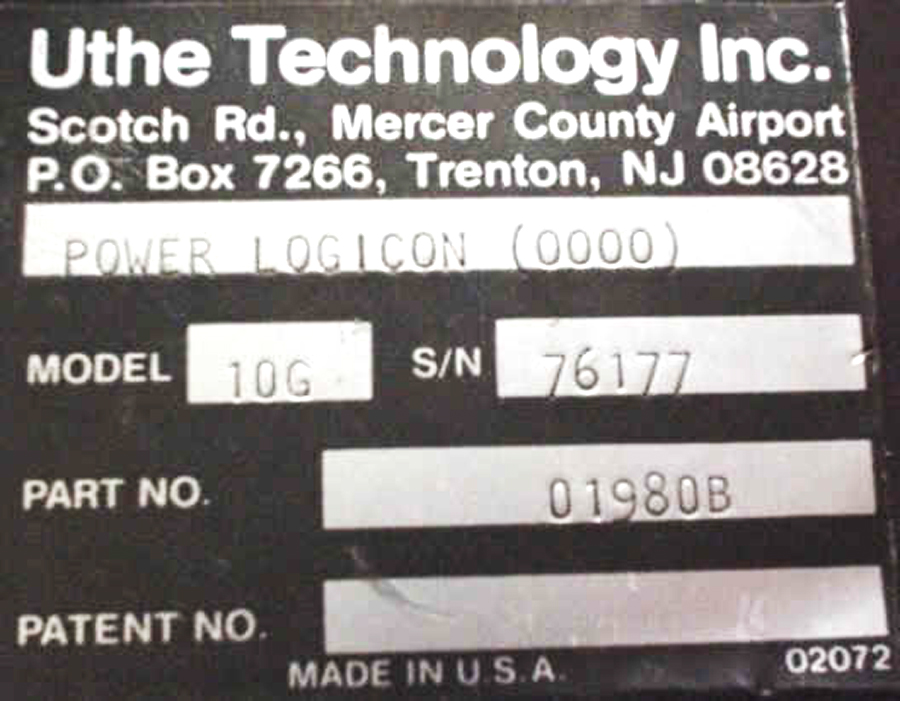 Uthe Technology Inc.
Scotch Rd., Mercer County Airport
P.O. Box 7266, Trenton, NJ 08628
POWER LOGICON (0000)
MODEL 10G S/N 76177
PART NO. 01980B
PATENT NO.
MADE IN U.S.A. 02072